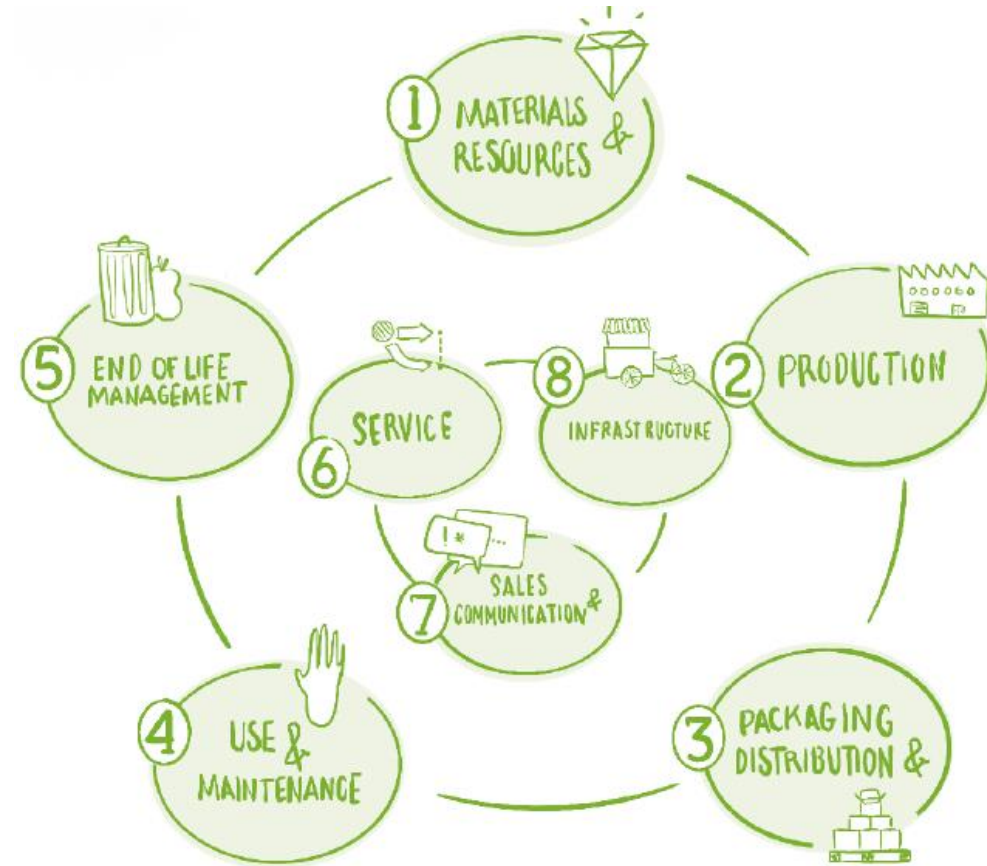 1
MATERIALS &
RESOURCES
2
PRODUCTION
3
PACKAGING
DISTRIBUTION &
4
USE &
MAINTENANCE
5
END OF LIFE
MANAGEMENT
6
SERVICE
7
! * ...
SALES
COMMUNICATION &
8
INFRASTRUCTURE